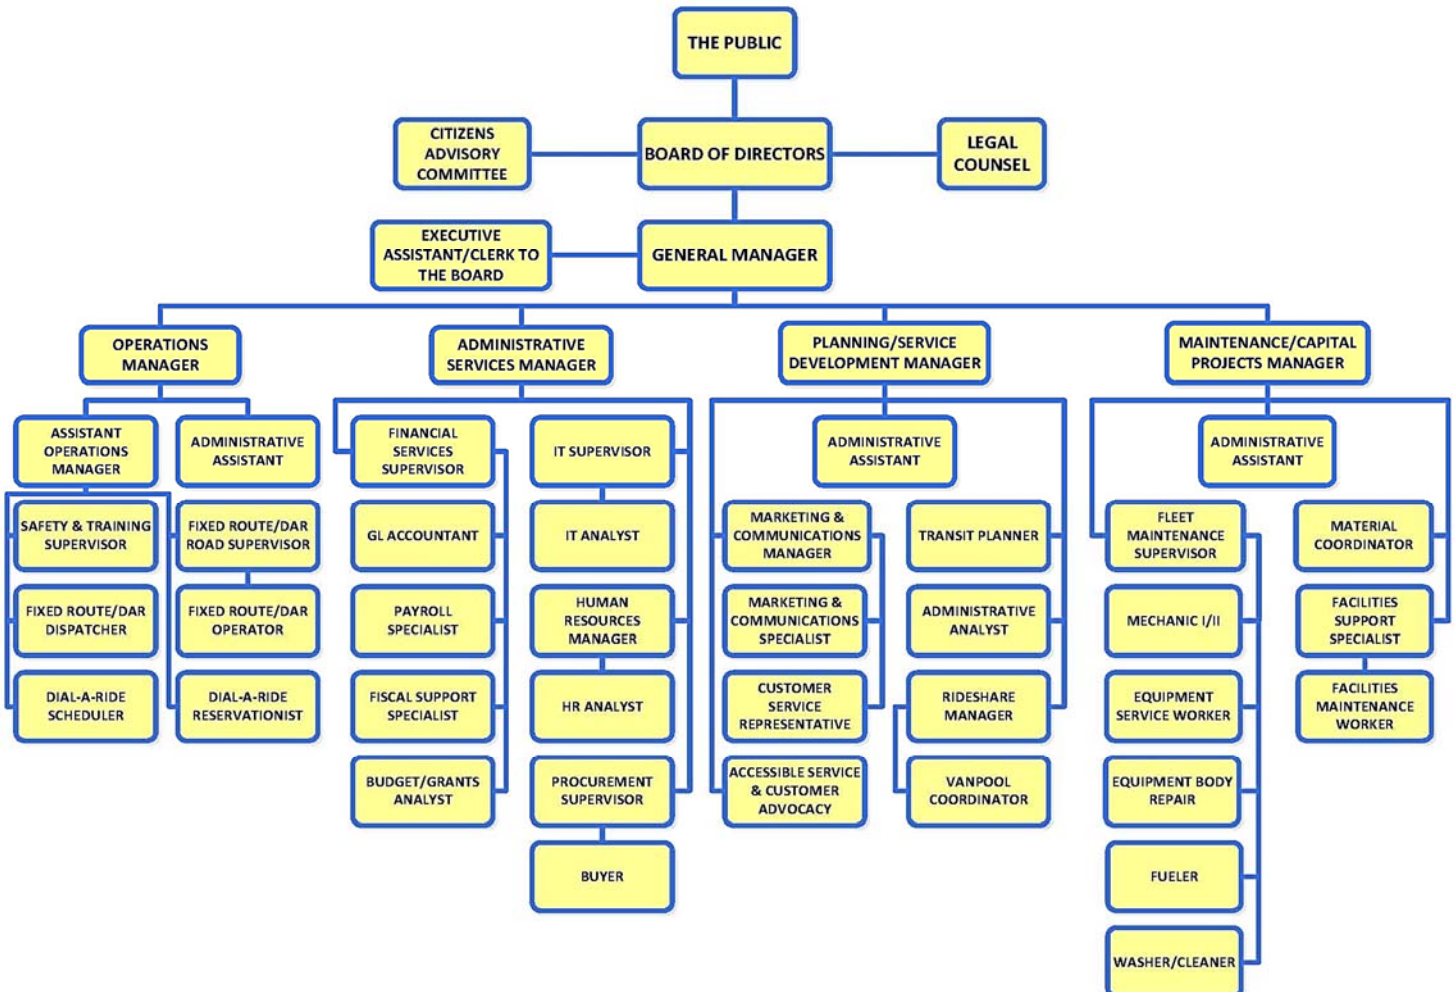 THE PUBLIC
CITIZENS
ADVISORY
COMMITTEE
BOARD OF DIRECTORS
LEGAL
COUNSEL
EXECUTIVE
ASSISTANT/CLERK TO
THE BOARD
GENERAL MANAGER
OPERATIONS
MANAGER
ADMINISTRATIVE
SERVICES MANAGER
PLANNING/SERVICE
DEVELOPMENT MANAGER
MAINTENANCE/CAPITAL
PROJECTS MANAGER
ASSISTANT
OPERATIONS
MANAGER
ADMINISTRATIVE
ASSISTANT
FINANCIAL
SERVICES
SUPERVISOR
IT SUPERVISOR
ADMINISTRATIVE
ASSISTANT
ADMINISTRATIVE
ASSISTANT
SAFETY & TRAINING
SUPERVISOR
FIXED ROUTE/DAR
ROAD SUPERVISOR
GL ACCOUNTANT
IT ANALYST
MARKETING &
COMMUNICATIONS
MANAGER
TRANSIT PLANNER
FLEET
MAINTENANCE
SUPERVISOR
MATERIAL
COORDINATOR
FIXED ROUTE/DAR
DISPATCHER
FIXED ROUTE/DAR
OPERATOR
PAYROLL
SPECIALIST
HUMAN
RESOURCES
MANAGER
MARKETING &
COMMUNICATIONS
SPECIALIST
ADMINISTRATIVE
ANALYST
MECHANIC I/II
FACILITIES
SUPPORT
SPECIALIST
DIAL-A-RIDE
SCHEDULER
DIAL-A-RIDE
RESERVATIONIST
FISCAL SUPPORT
SPECIALIST
HR ANALYST
CUSTOMER
SERVICE
REPRESENTATIVE
RIDESHARE
MANAGER
EQUIPMENT
SERVICE WORKER
FACILITIES
MAINTENANCE
WORKER
BUDGET/GRANTS
ANALYST
PROCUREMENT
SUPERVISOR
ACCESSIBLE SERVICE
& CUSTOMER
ADVOCACY
VANPOOL
COORDINATOR
EQUIPMENT BODY
REPAIR
BUYER
FUELER
WASHER/CLEANER